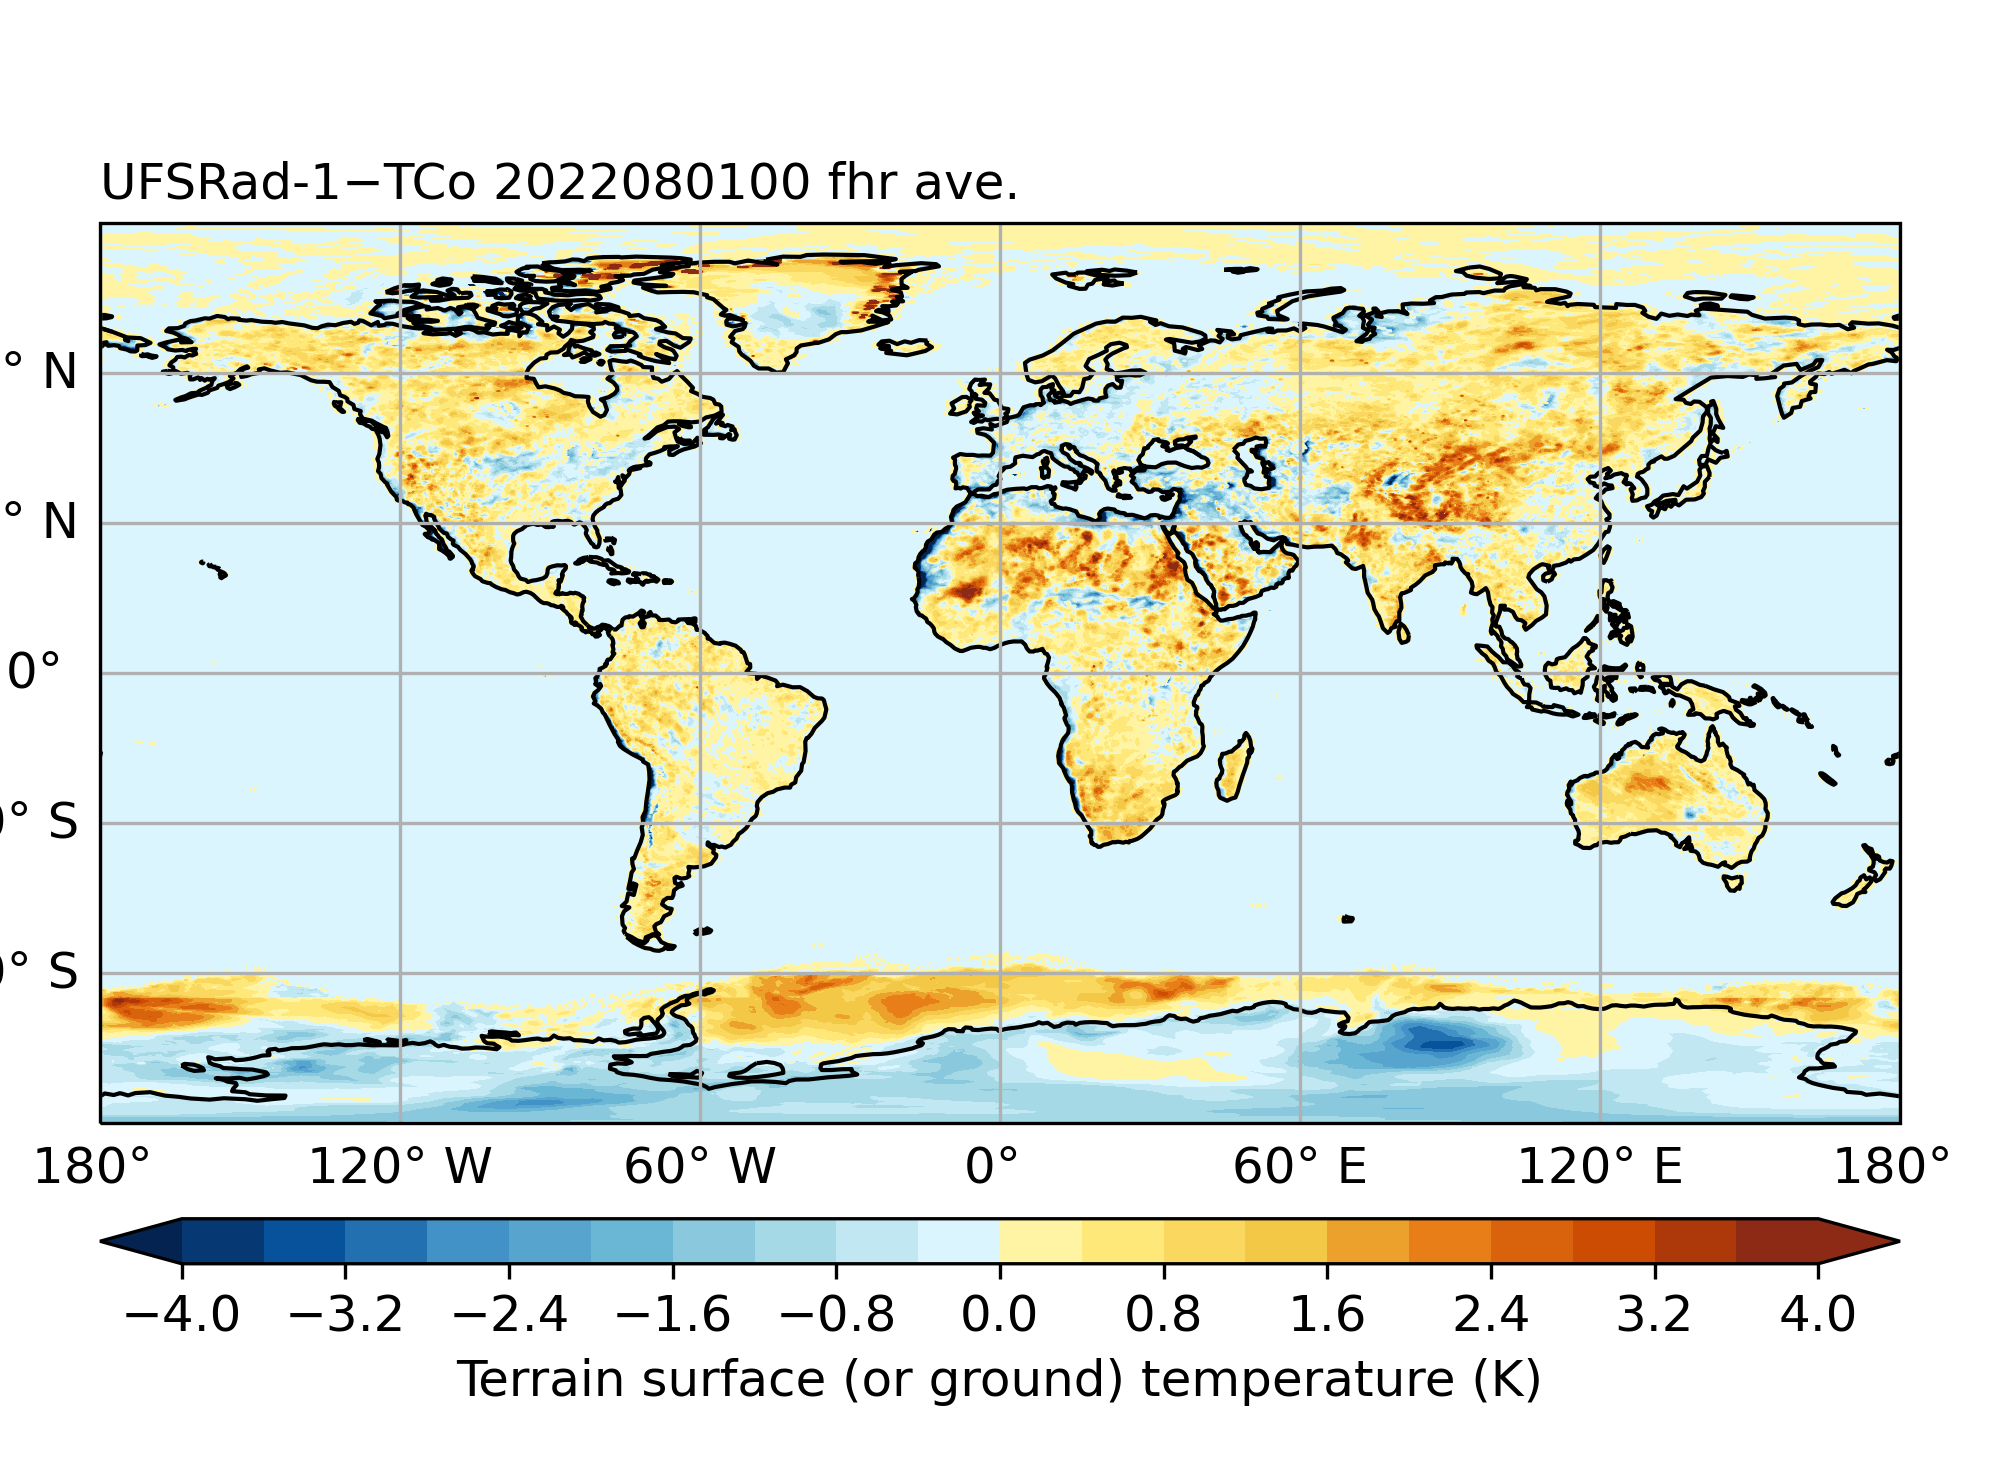 UFSRad-1−TCo 2022080100 fhr ave.
° N
° N
0°
° S
° S
180° 120° W 60° W 0° 60° E 120° E 180°
−4.0 −3.2 −2.4 −1.6 −0.8 0.0 0.8 1.6 2.4 3.2 4.0
Terrain surface (or ground) temperature (K)